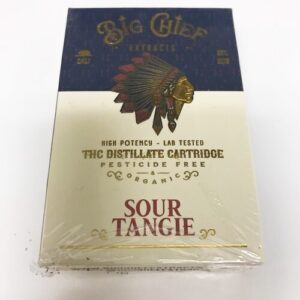 BIG CHIEF
EXTRACTS
HIGH POTENCY - LAB TESTED
THC DISTILLATE CARTRIDGE
PESTICIDE FREE
&
ORGANIC
SOUR
TANGIE